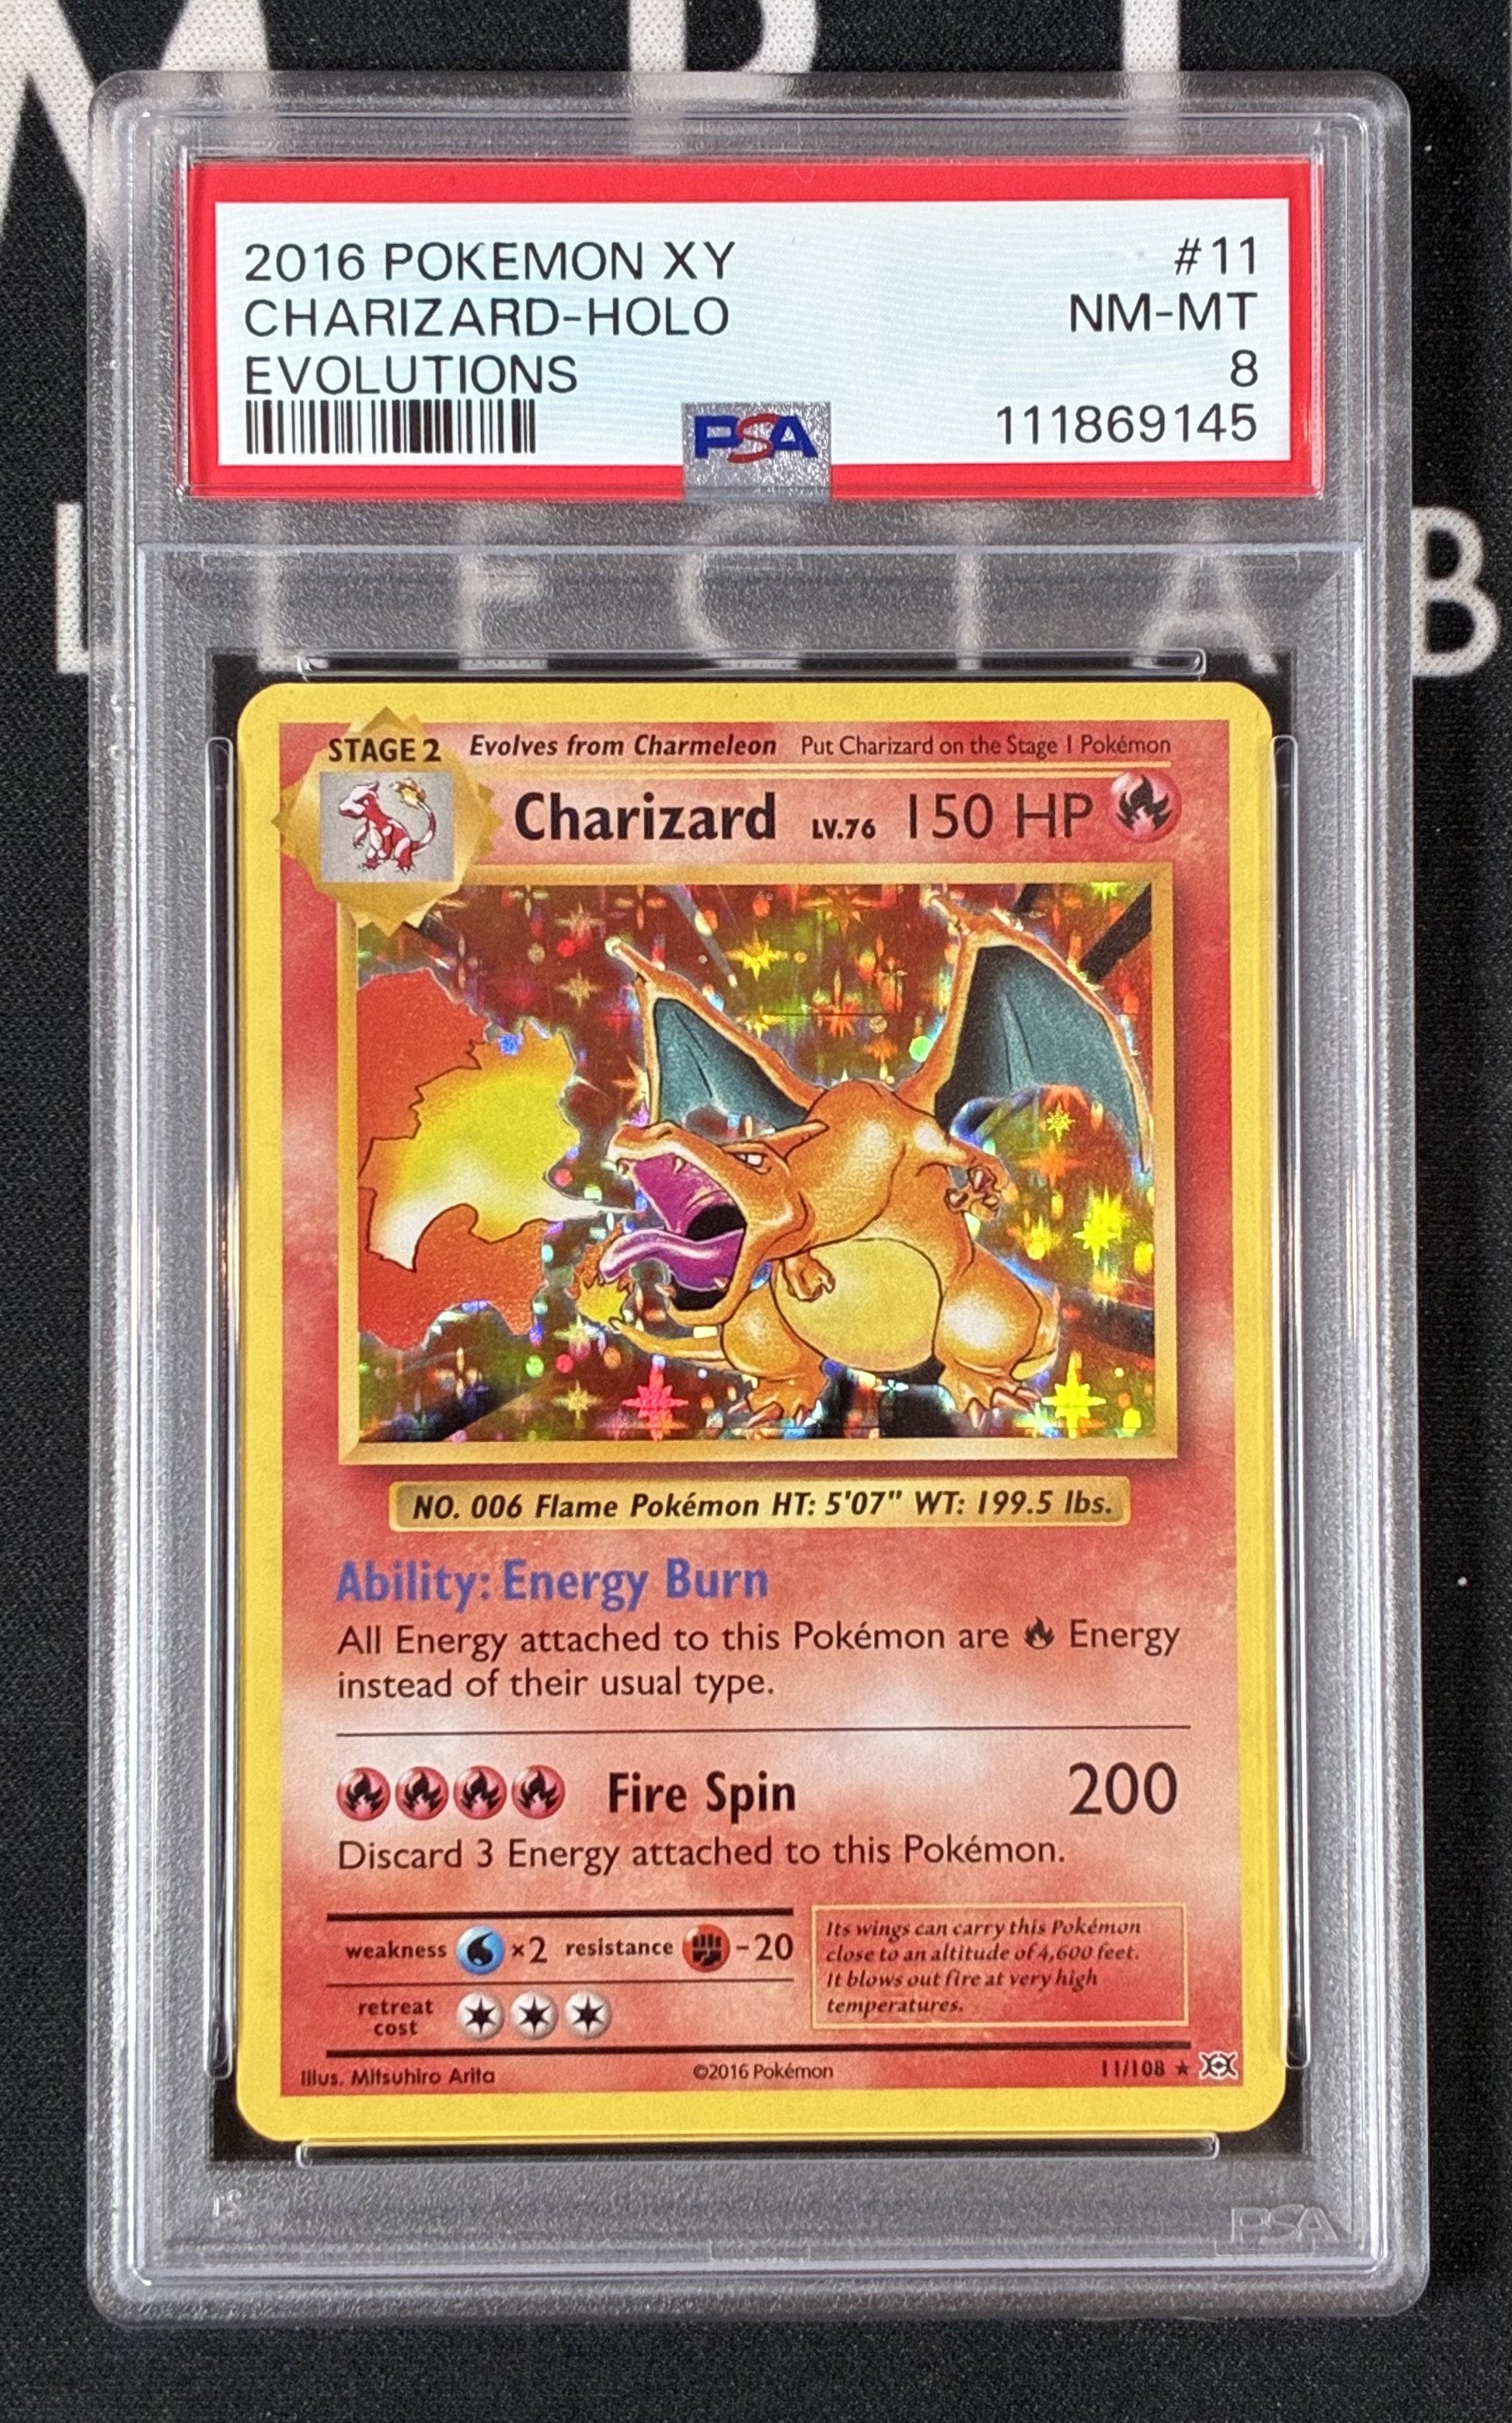 2016 POKEMON XY #11
CHARIZARD-HOLO NM-MT
EVOLUTIONS 8
PSA 111869145
STAGE 2 Evolves from Charmeleon Put Charizard on the Stage 1 Pokémon
Charizard LV.76 150 HP
NO. 006 Flame Pokémon HT: 5'07" WT: 199.5 lbs.
Ability: Energy Burn
All Energy attached to this Pokémon are Energy
instead of their usual type.
Fire Spin 200
Discard 3 Energy attached to this Pokémon.
weakness ×2 resistance -20
retreat
cost
Its wings can carry this Pokémon
close to an altitude of 4,600 feet.
It blows out fire at very high
temperatures.
Illus. Mitsuhiro Arita ©2016 Pokémon 11/108
PSA